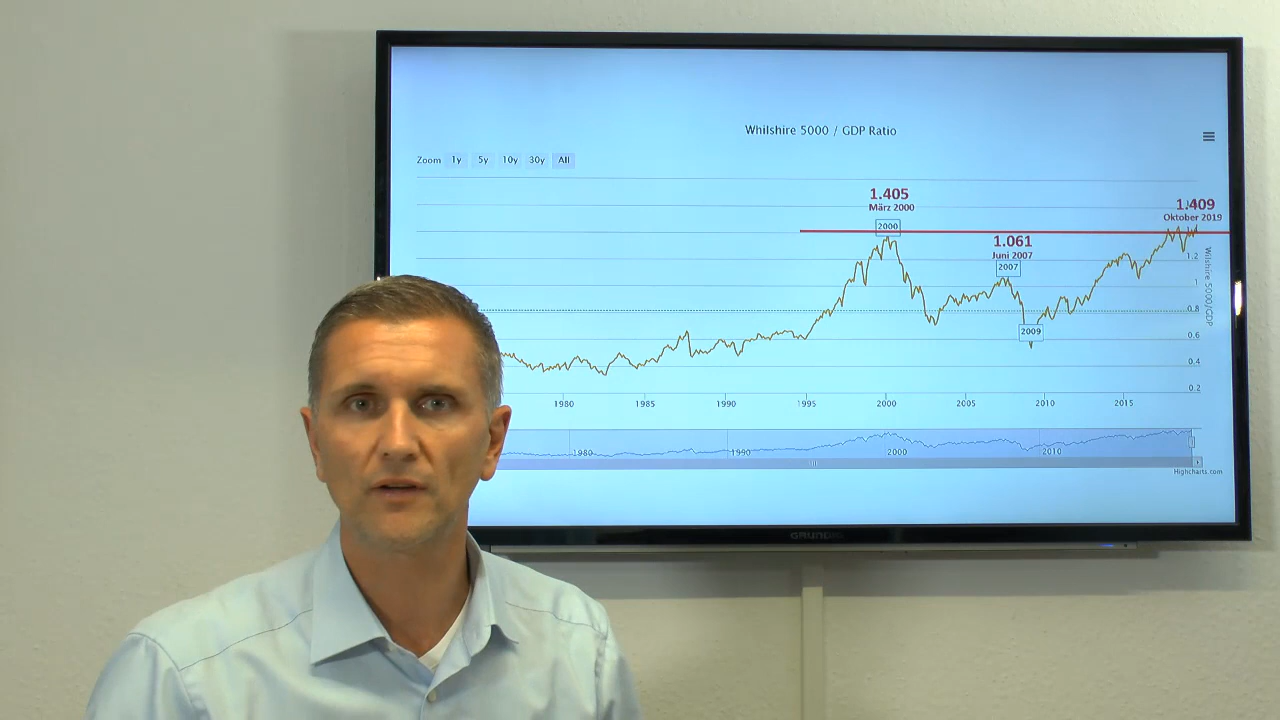 Whilshire 5000 / GDP Ratio
Zoom 1y 5y 10y 30y All
1.405
März 2000
2000
1.061
Juni 2007
2007
2009
1.409
Oktober 2019
1.2
1
0.8
0.6
0.4
0.2
Wilshire 5000/GDP
1980 1985 1990 1995 2000 2005 2010 2015
1980 1990 2000 2010
Highcharts.com
GRUNDIG